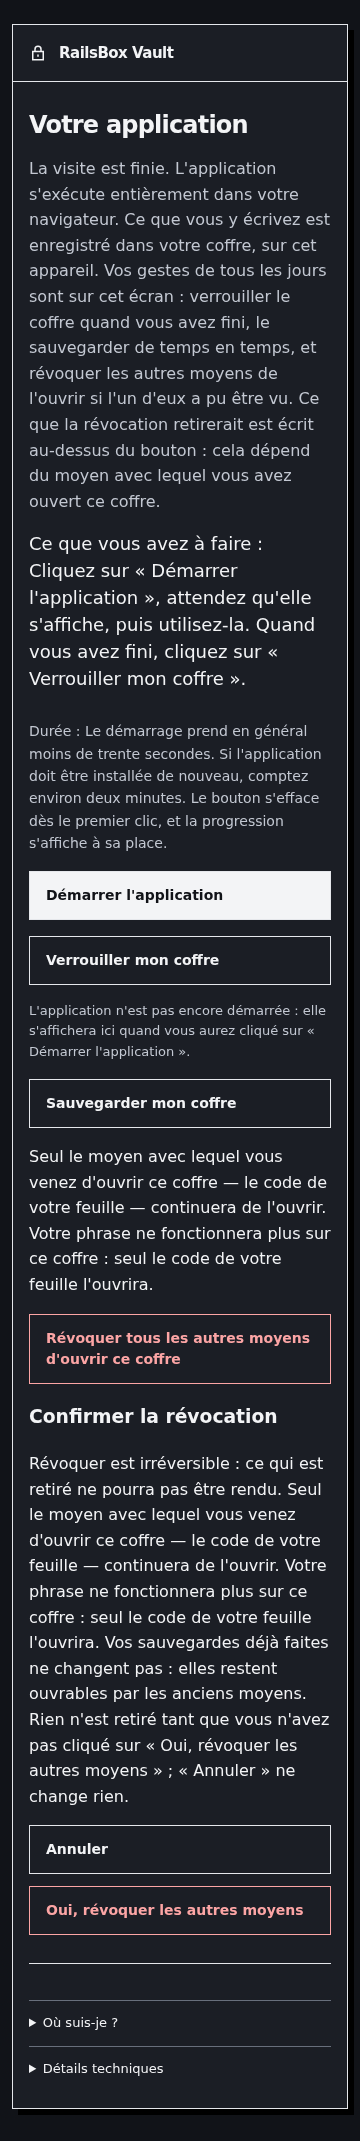 RailsBox Vault
Votre application
La visite est finie. L'application
s'exécute entièrement dans votre
navigateur. Ce que vous y écrivez est
enregistré dans votre coffre, sur cet
appareil. Vos gestes de tous les jours
sont sur cet écran : verrouiller le
coffre quand vous avez fini, le
sauvegarder de temps en temps, et
révoquer les autres moyens de
l'ouvrir si l'un d'eux a pu être vu. Ce
que la révocation retirerait est écrit
au-dessus du bouton : cela dépend
du moyen avec lequel vous avez
ouvert ce coffre.
Ce que vous avez à faire :
Cliquez sur « Démarrer
l'application », attendez qu'elle
s'affiche, puis utilisez-la. Quand
vous avez fini, cliquez sur «
Verrouiller mon coffre ».
Durée : Le démarrage prend en général
moins de trente secondes. Si l'application
doit être installée de nouveau, comptez
environ deux minutes. Le bouton s'efface
dès le premier clic, et la progression
s'affiche à sa place.
Démarrer l'application
Verrouiller mon coffre
L'application n'est pas encore démarrée : elle
s'affichera ici quand vous aurez cliqué sur «
Démarrer l'application ».
Sauvegarder mon coffre
Seul le moyen avec lequel vous
venez d'ouvrir ce coffre — le code de
votre feuille — continuera de l'ouvrir.
Votre phrase ne fonctionnera plus sur
ce coffre : seul le code de votre
feuille l'ouvrira.
Révoquer tous les autres moyens
d'ouvrir ce coffre
Confirmer la révocation
Révoquer est irréversible : ce qui est
retiré ne pourra pas être rendu. Seul
le moyen avec lequel vous venez
d'ouvrir ce coffre — le code de votre
feuille — continuera de l'ouvrir. Votre
phrase ne fonctionnera plus sur ce
coffre : seul le code de votre feuille
l'ouvrira. Vos sauvegardes déjà faites
ne changent pas : elles restent
ouvrables par les anciens moyens.
Rien n'est retiré tant que vous n'avez
pas cliqué sur « Oui, révoquer les
autres moyens » ; « Annuler » ne
change rien.
Annuler
Oui, révoquer les autres moyens
Où suis-je ?
Détails techniques